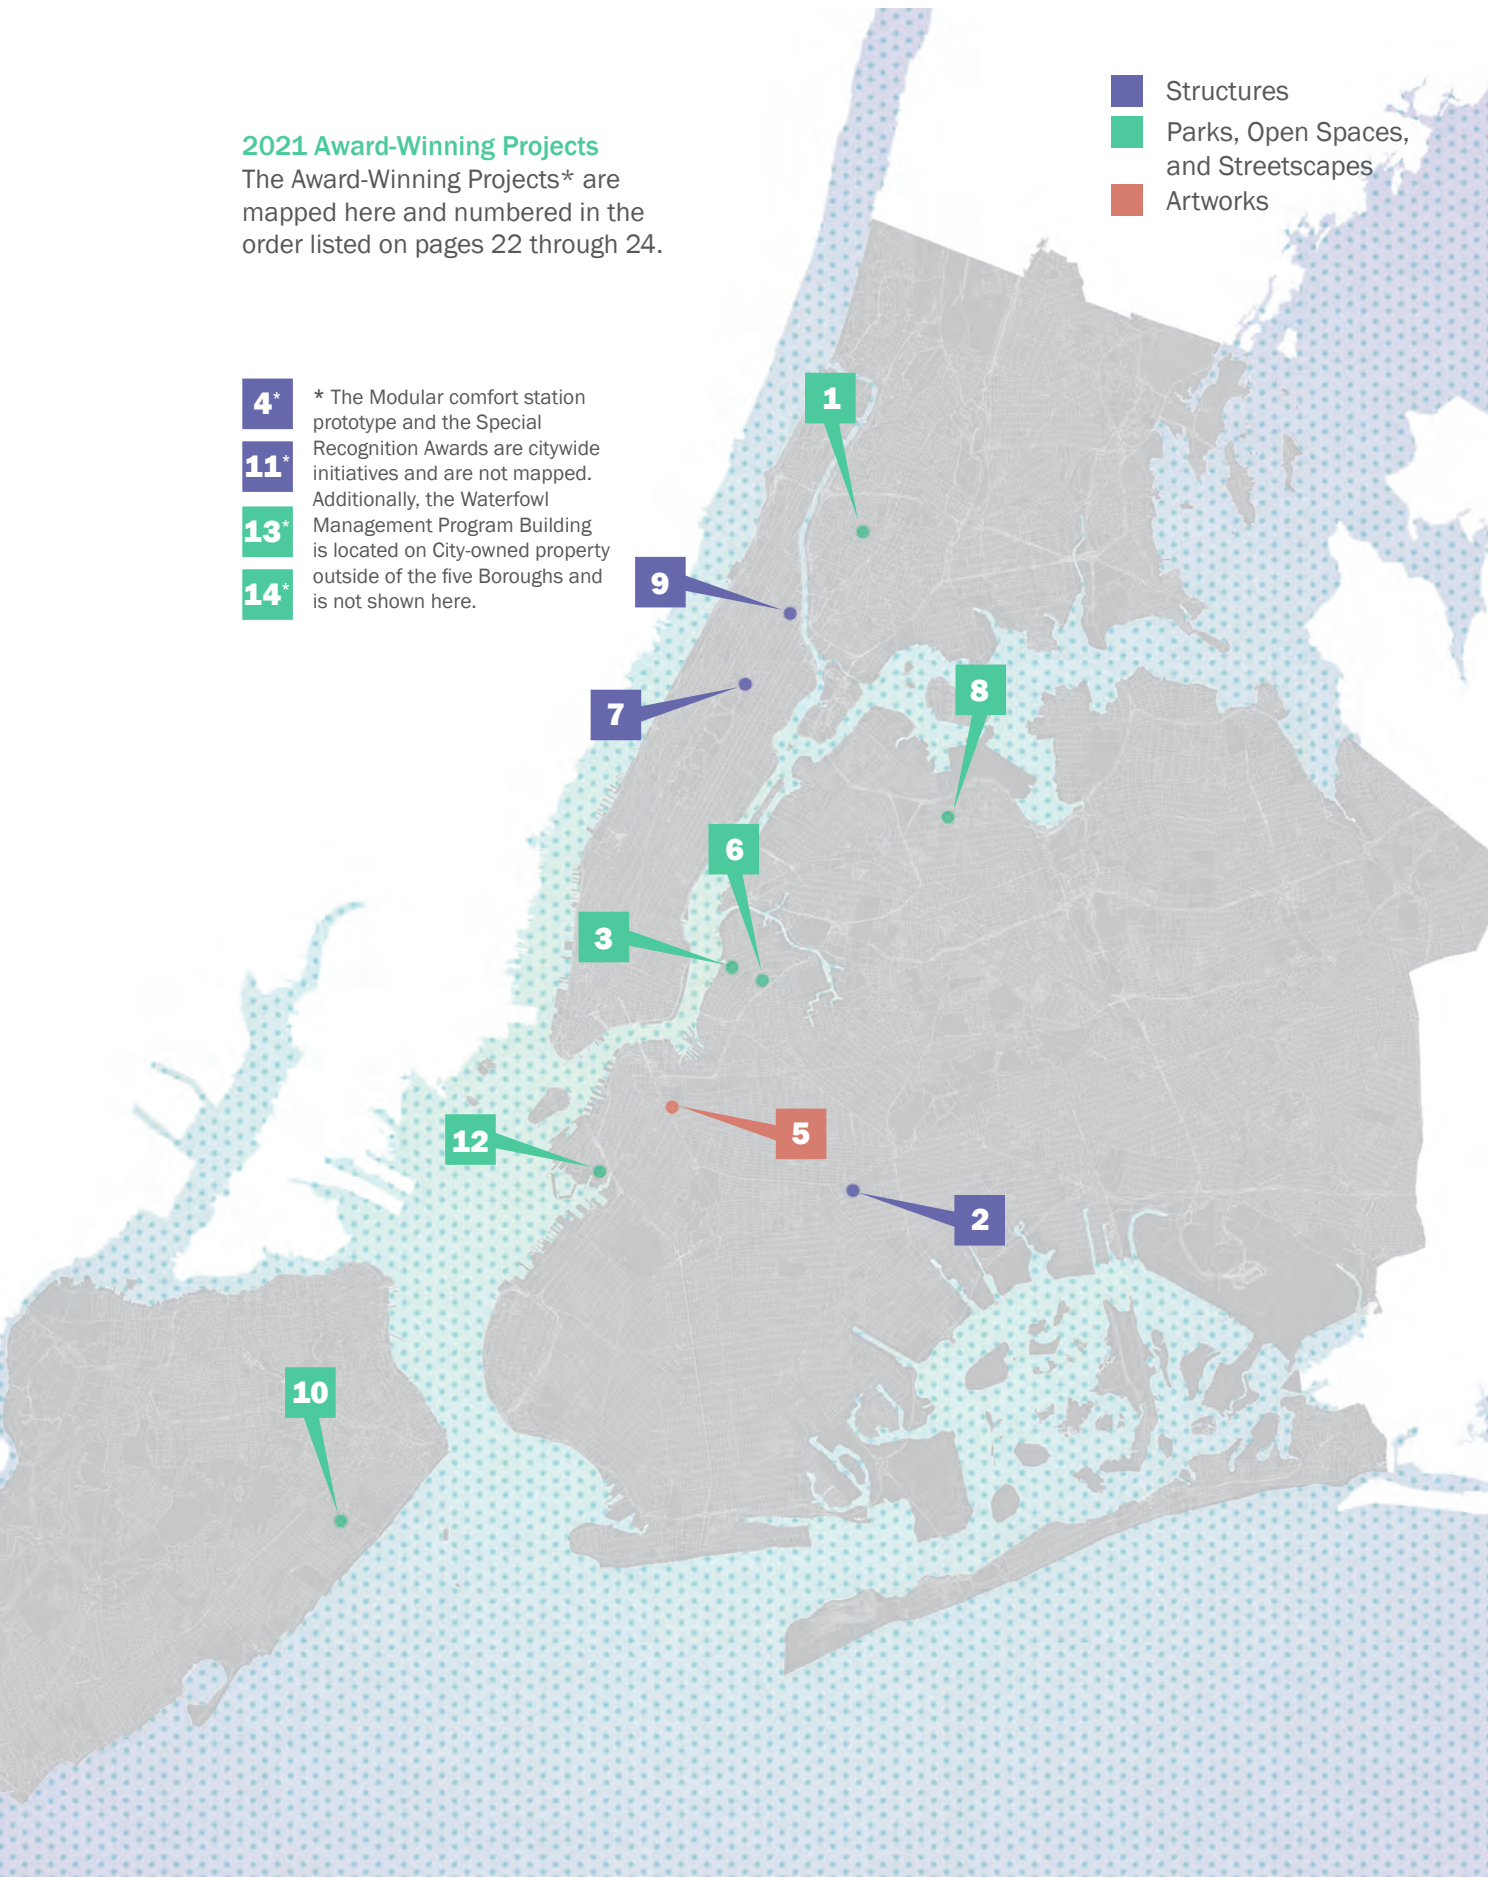 2021 Award-Winning Projects
The Award-Winning Projects* are
mapped here and numbered in the
order listed on pages 22 through 24.
Structures
Parks, Open Spaces,
and Streetscapes
Artworks
4*
11*
13*
14*
* The Modular comfort station
prototype and the Special
Recognition Awards are citywide
initiatives and are not mapped.
Additionally, the Waterfowl
Management Program Building
is located on City-owned property
outside of the five Boroughs and
is not shown here.
1
9
7
8
6
3
5
12
2
10